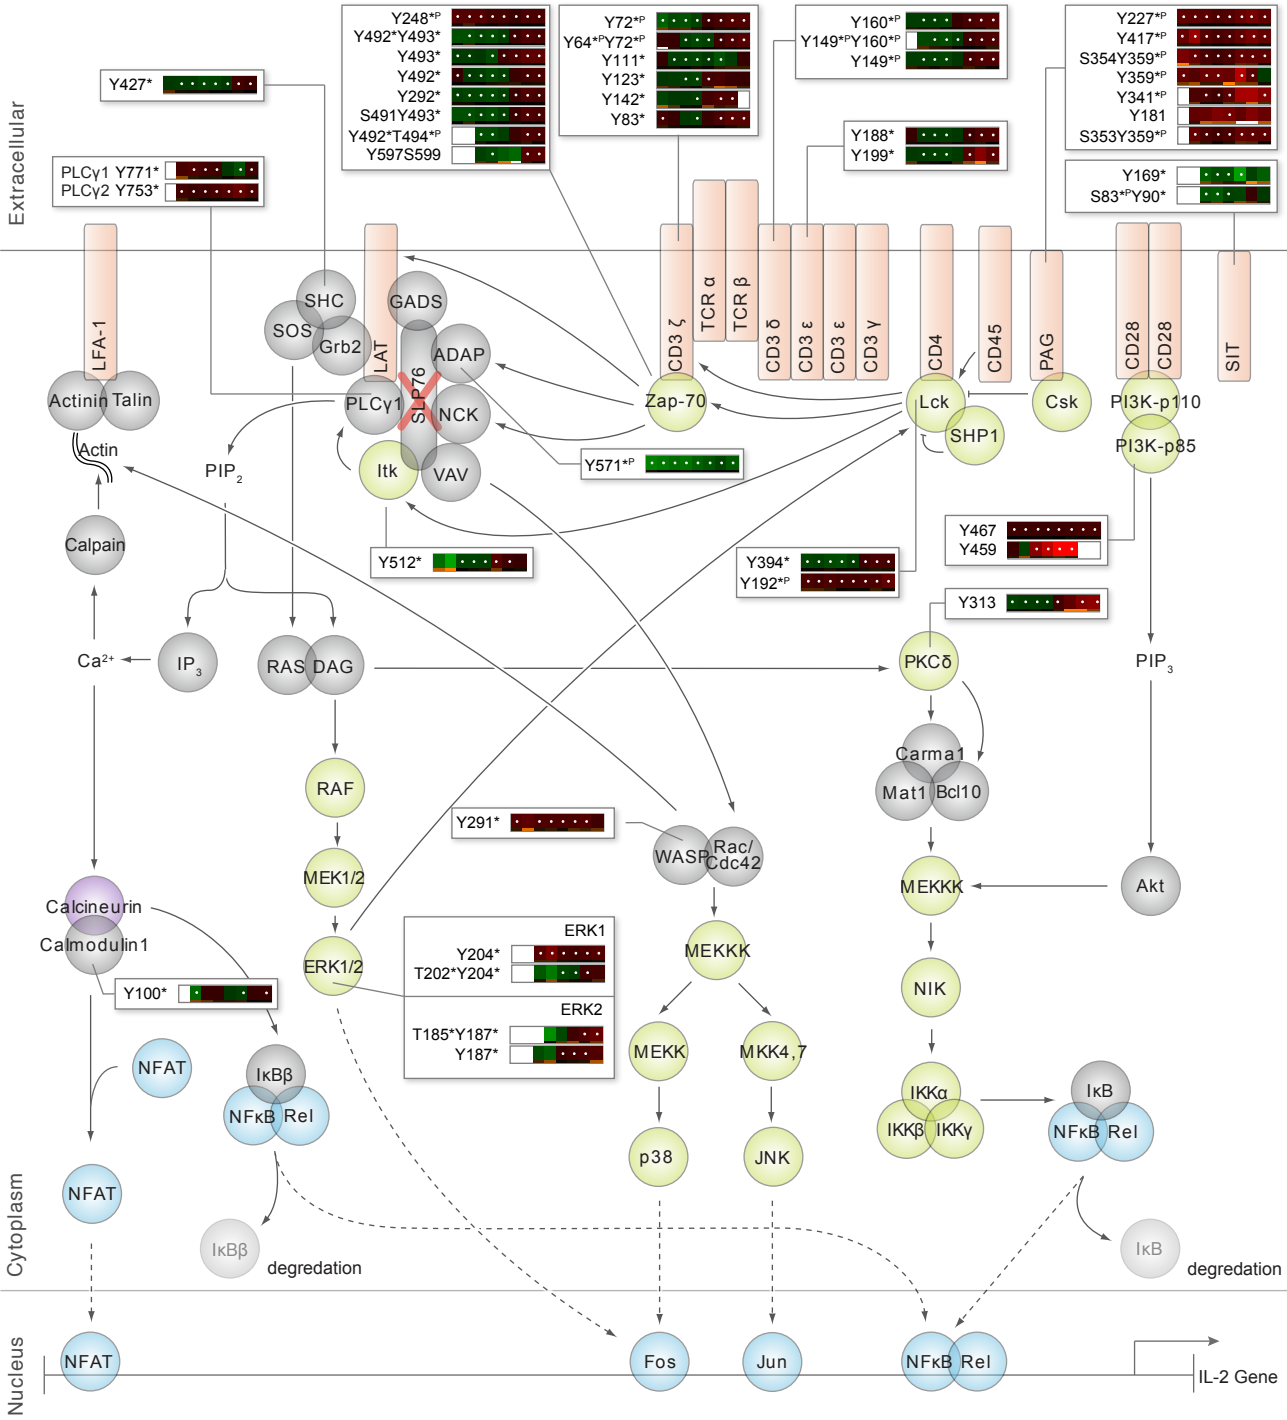 Extracellular
Cytoplasm
Nucleus
Y248*ᴾ
Y492*Y493*
Y493*
Y492*
Y292*
S491Y493*
Y492*T494*ᴾ
Y597S599
Y72*ᴾ
Y64*ᴾY72*ᴾ
Y111*
Y123*
Y142*
Y83*
Y160*ᴾ
Y149*ᴾY160*ᴾ
Y149*ᴾ
Y227*ᴾ
Y417*ᴾ
S354Y359*ᴾ
Y359*ᴾ
Y341*ᴾ
Y181
S353Y359*ᴾ
Y427*
Y188*
Y199*
PLCγ1 Y771*
PLCγ2 Y753*
Y169*
S83*ᴾY90*
LFA-1
LAT
CD3 ζ
TCR α
TCR β
CD3 δ
CD3 ε
CD3 ε
CD3 γ
CD4
CD45
PAG
CD28
CD28
SIT
SHC
SOS
Grb2
GADS
ADAP
SLP76
Actinin
Talin
PLCγ1
NCK
Zap-70
Lck
Csk
SHP1
PI3K-p110
PI3K-p85
Actin
PIP₂
Itk
VAV
Y571*ᴾ
Calpain
Y512*
Y394*
Y192*ᴾ
Y467
Y459
Y313
Ca²⁺
IP₃
RAS
DAG
PKCδ
PIP₃
Carma1
Mat1
Bcl10
RAF
Y291*
WASP
Rac/
Cdc42
MEK1/2
MEKKK
Akt
Calcineurin
Calmodulin1
ERK1
Y204*
T202*Y204*
ERK2
T185*Y187*
Y187*
ERK1/2
MEKKK
Y100*
NIK
NFAT
IκBβ
NFκB
Rel
MEKK
MKK4,7
IKKα
IKKβ
IKKγ
IκB
NFκB
Rel
p38
JNK
NFAT
IκBβ
degredation
IκB
degredation
NFAT
Fos
Jun
NFκB
Rel
IL-2 Gene